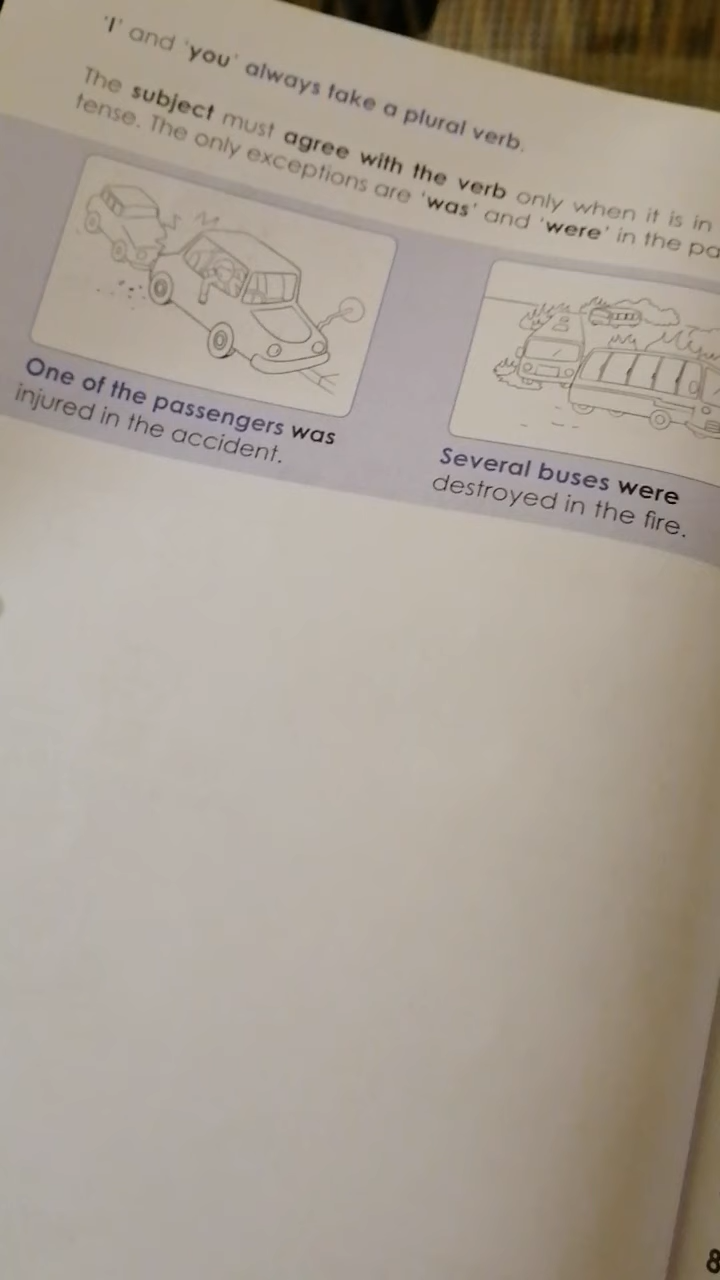 'I' and 'you' always take a plural verb.
The subject must agree with the verb only when it is in
tense. The only exceptions are 'was' and 'were' in the
One of the passengers was
injured in the accident.
Several buses were
destroyed in the fire.
8